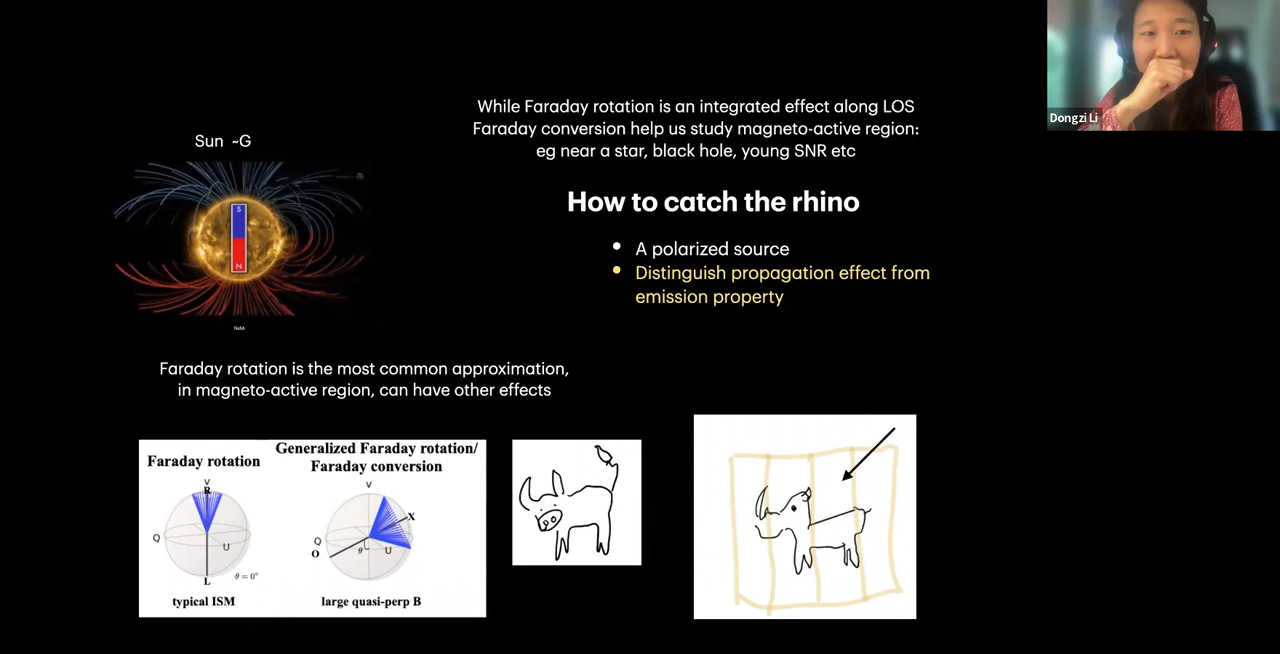 While Faraday rotation is an integrated effect along LOS
Faraday conversion help us study magneto-active region:
eg near a star, black hole, young SNR etc
Dongzi Li
Sun ~G
S
N
NASA
How to catch the rhino
• A polarized source
• Distinguish propagation effect from
emission property
Faraday rotation is the most common approximation,
in magneto-active region, can have other effects
Faraday rotation
V
R
Q
U
L
θ = 0°
typical ISM
Generalized Faraday rotation/
Faraday conversion
V
X
Q
O
θ
U
large quasi-perp B